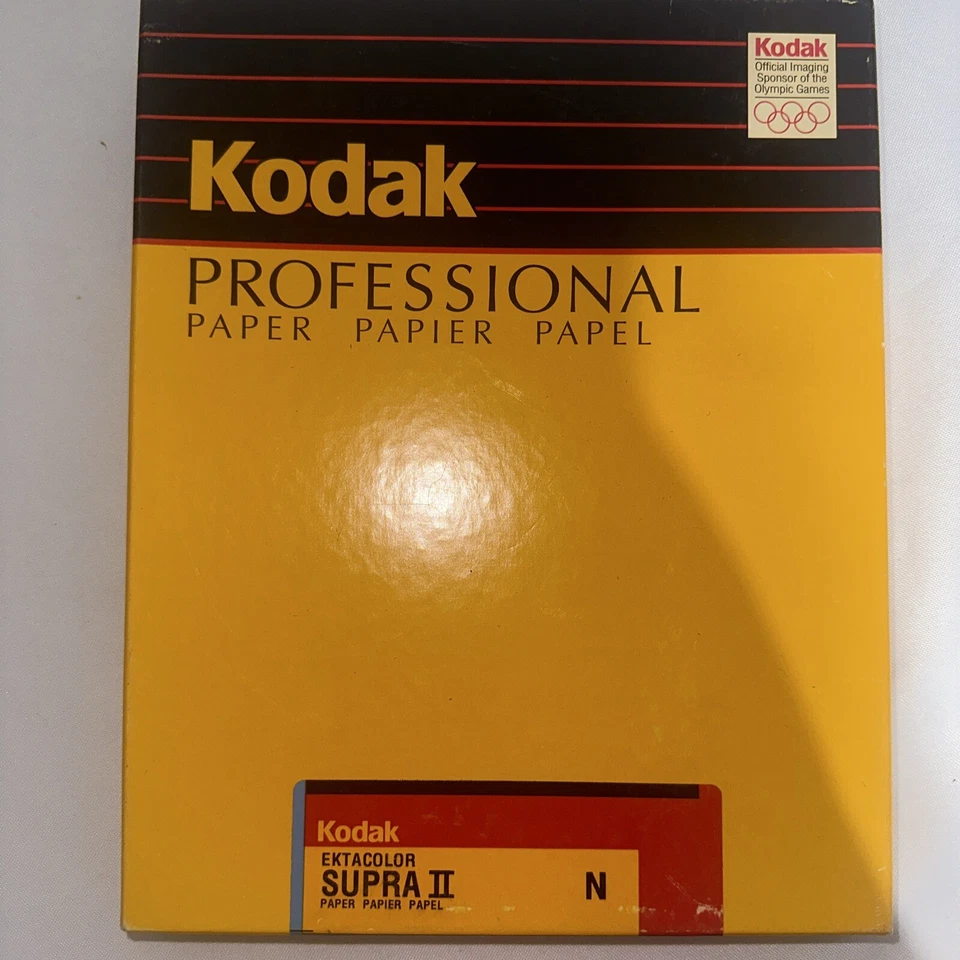 Kodak
Official Imaging
Sponsor of the
Olympic Games
Kodak
PROFESSIONAL
PAPER PAPIER PAPEL
Kodak
EKTACOLOR
SUPRA II N
PAPER PAPIER PAPEL